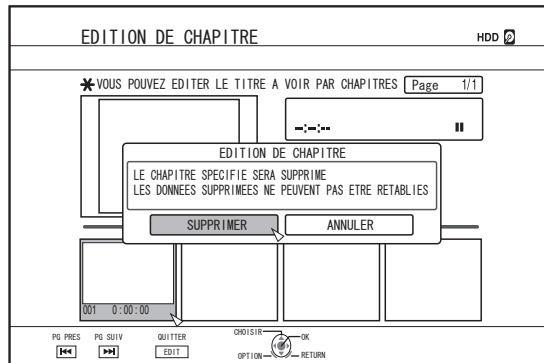 EDITION DE CHAPITRE
HDD
VOUS POUVEZ EDITER LE TITRE A VOIR PAR CHAPITRES
Page 1/1
–:–:––
EDITION DE CHAPITRE
LE CHAPITRE SPECIFIE SERA SUPPRIME
LES DONNEES SUPPRIMEES NE PEUVENT PAS ETRE RETABLIES
SUPPRIMER
ANNULER
001 0:00:00
PG PRES
PG SUIV
QUITTER
EDIT
CHOISIR
OK
OPTION
RETURN